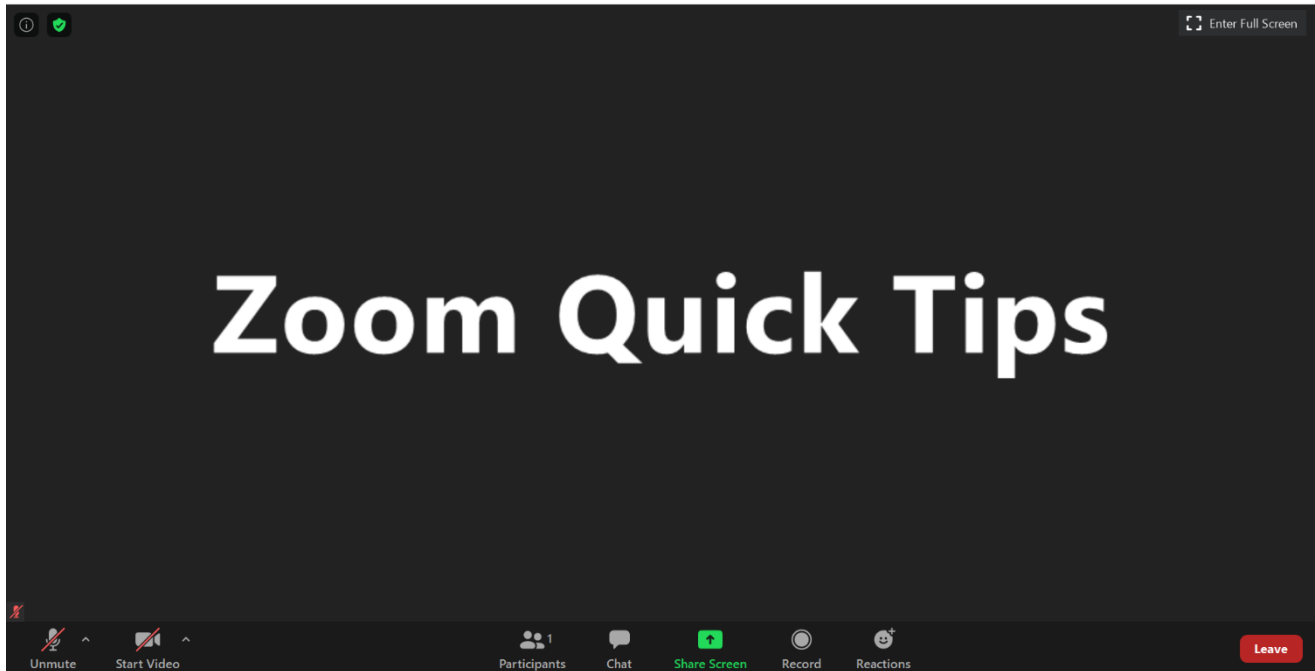 Enter Full Screen
Zoom Quick Tips
1
Unmute Start Video Participants Chat Share Screen Record Reactions Leave